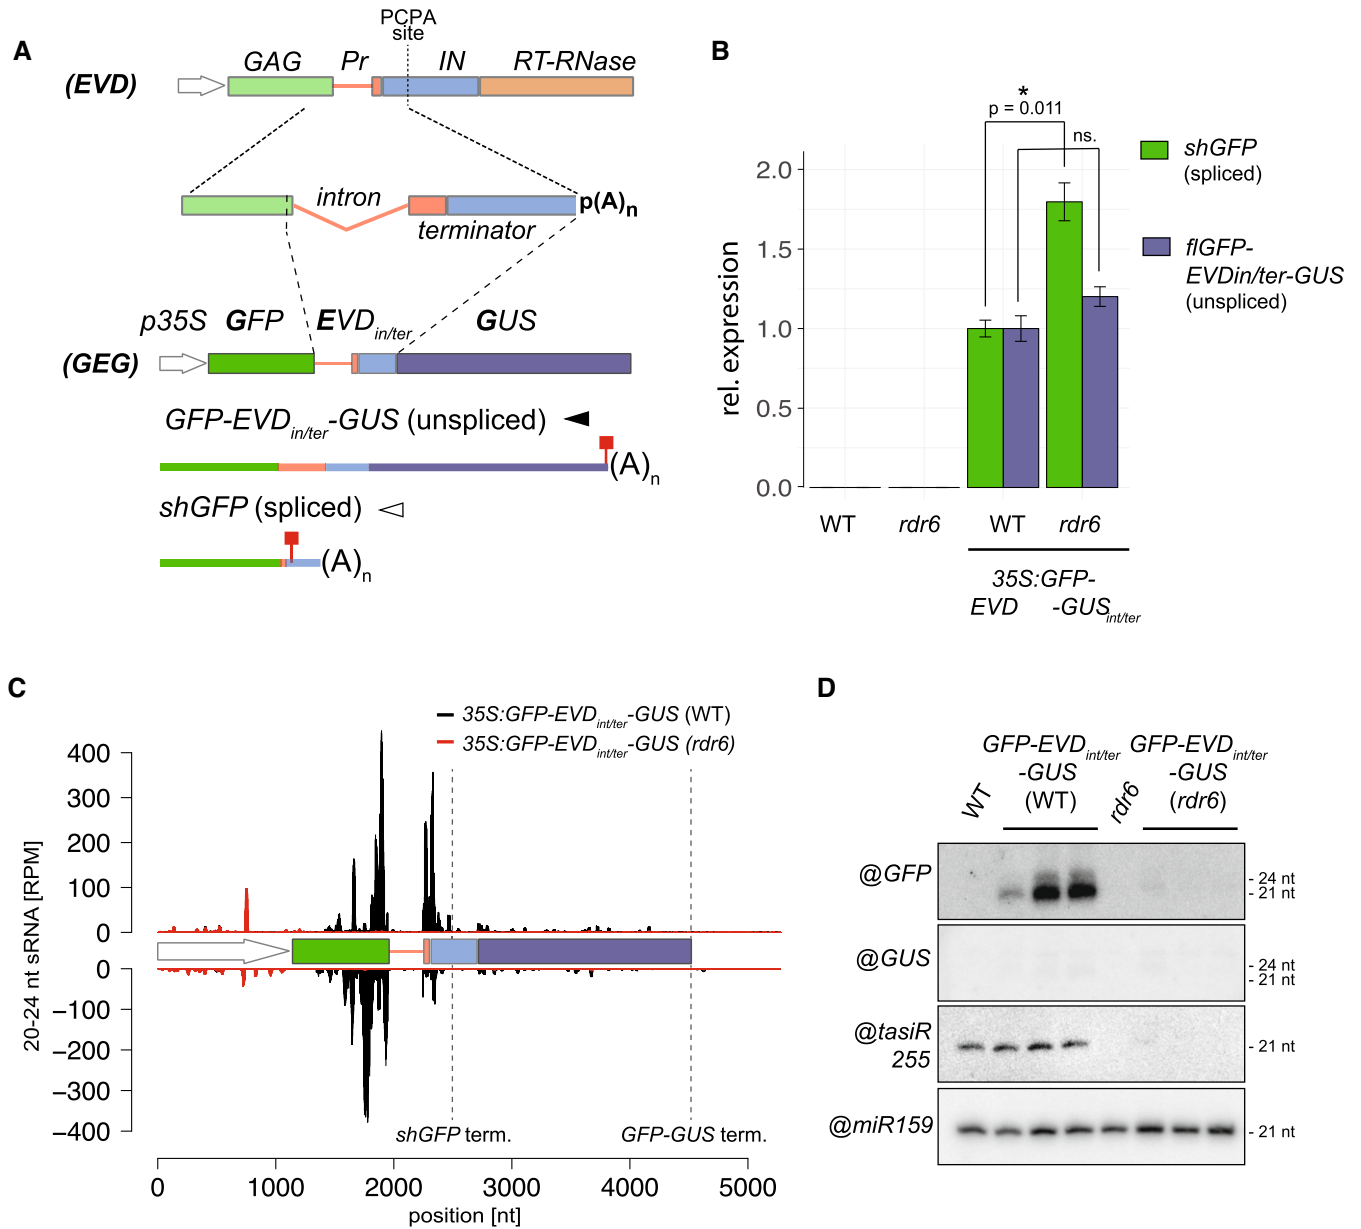 A
PCPA
site
GAG Pr IN RT-RNase
(EVD)
intron
p(A)n
terminator
p35S GFP EVDin/ter GUS
(GEG)
GFP-EVDin/ter-GUS (unspliced)
(A)n
shGFP (spliced)
(A)n
B
*
p = 0.011
ns.
shGFP
(spliced)
flGFP-
EVDin/ter-GUS
(unspliced)
rel. expression
2.0
1.5
1.0
0.5
0.0
WT rdr6 WT rdr6
35S:GFP-
EVD -GUSint/ter
C
35S:GFP-EVDint/ter-GUS (WT)
35S:GFP-EVDint/ter-GUS (rdr6)
20-24 nt sRNA [RPM]
400
300
200
100
0
0
−100
−200
−300
−400
shGFP term. GFP-GUS term.
0 1000 2000 3000 4000 5000
position [nt]
D
GFP-EVDint/ter GFP-EVDint/ter
-GUS -GUS
WT (WT) rdr6 (rdr6)
@GFP
- 24 nt
- 21 nt
@GUS
- 24 nt
- 21 nt
@tasiR
255
- 21 nt
@miR159
- 21 nt